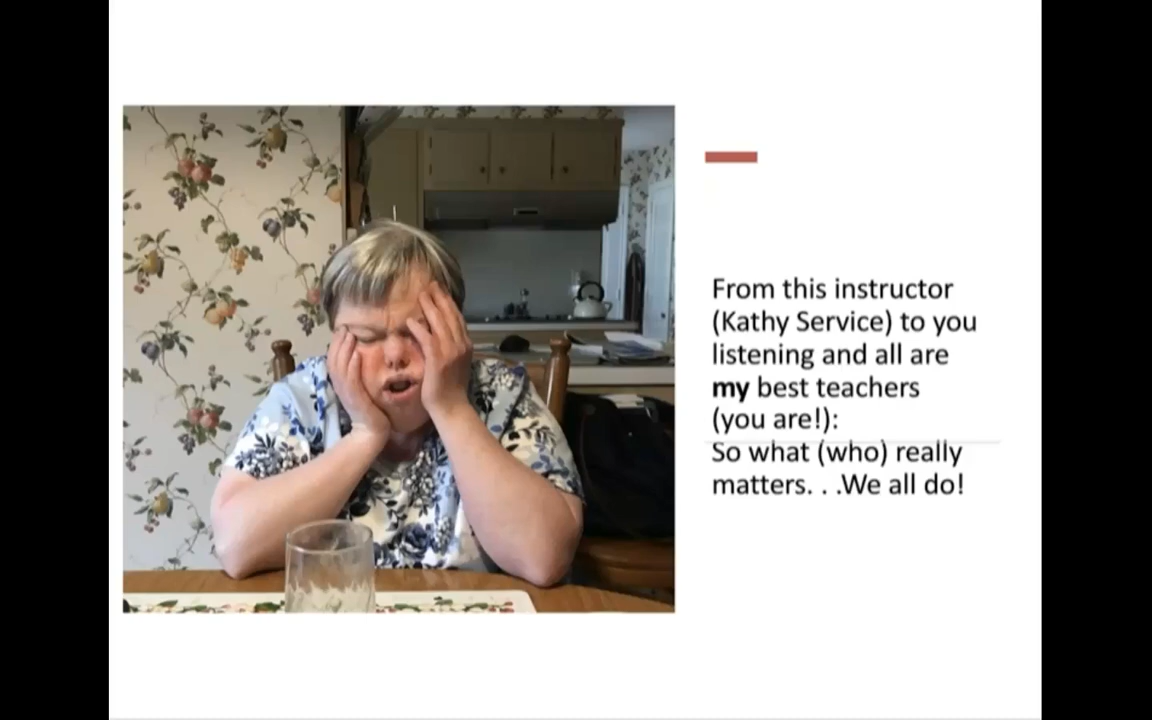 From this instructor
(Kathy Service) to you
listening and all are
my best teachers
(you are!):
So what (who) really
matters. . .We all do!